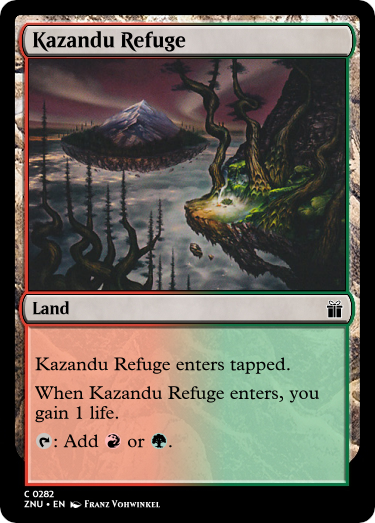 Kazandu Refuge
Land
Kazandu Refuge enters tapped.
When Kazandu Refuge enters, you
gain 1 life.
: Add or .
C 0282
ZNU • EN Franz Vohwinkel